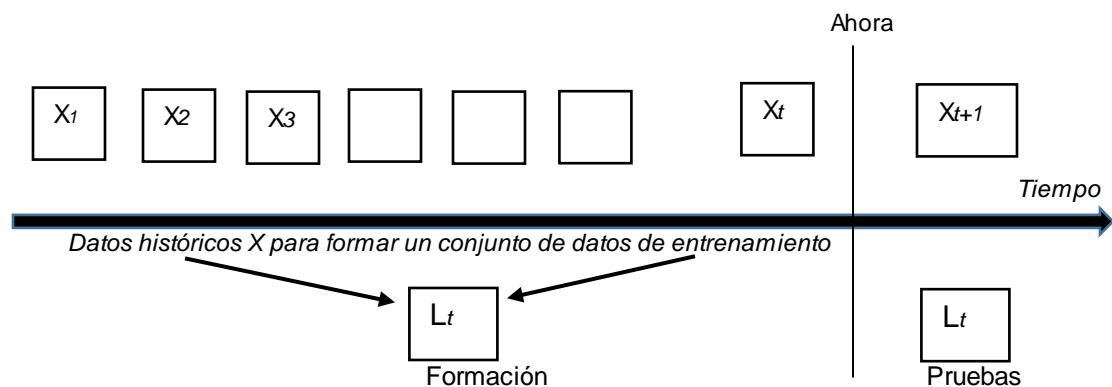 Ahora
X1 X2 X3 Xt Xt+1
Tiempo
Datos históricos X para formar un conjunto de datos de entrenamiento
Lt Lt
Formación Pruebas